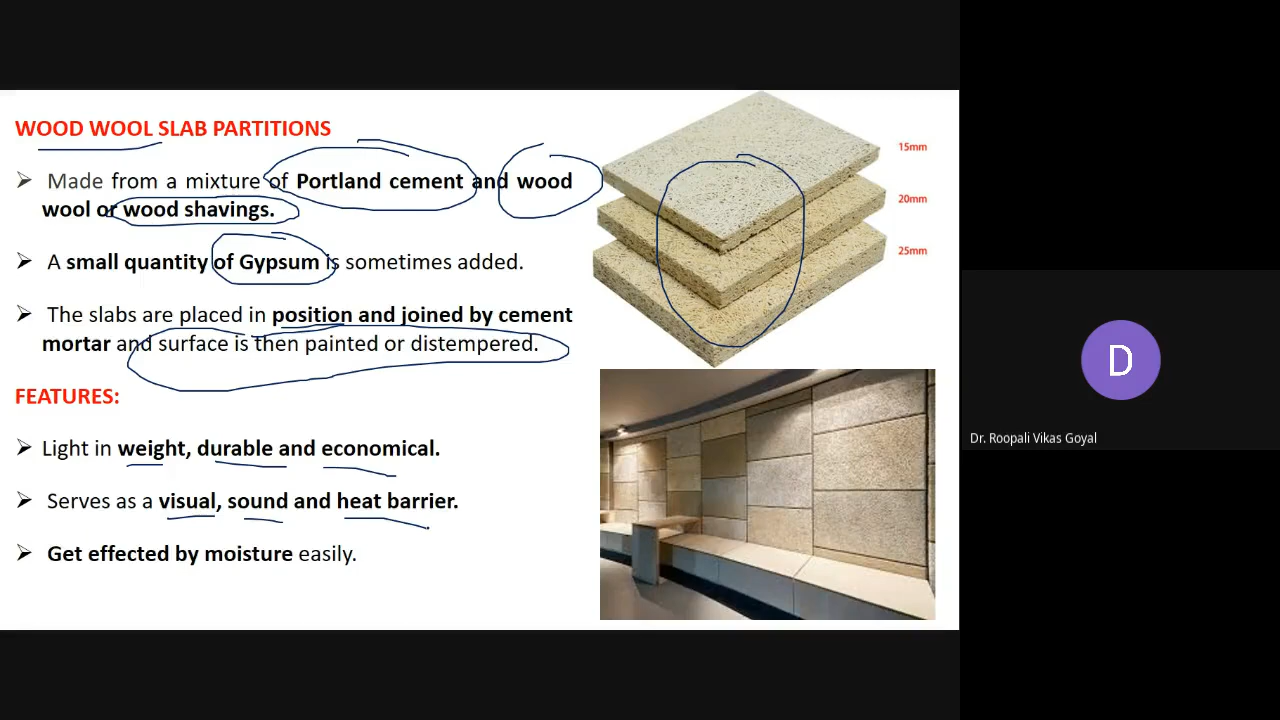 WOOD WOOL SLAB PARTITIONS
➢ Made from a mixture of Portland cement and wood
wool or wood shavings.
➢ A small quantity of Gypsum is sometimes added.
➢ The slabs are placed in position and joined by cement
mortar and surface is then painted or distempered.
FEATURES:
➢ Light in weight, durable and economical.
➢ Serves as a visual, sound and heat barrier.
➢ Get effected by moisture easily.
15mm
20mm
25mm
D
Dr. Roopali Vikas Goyal